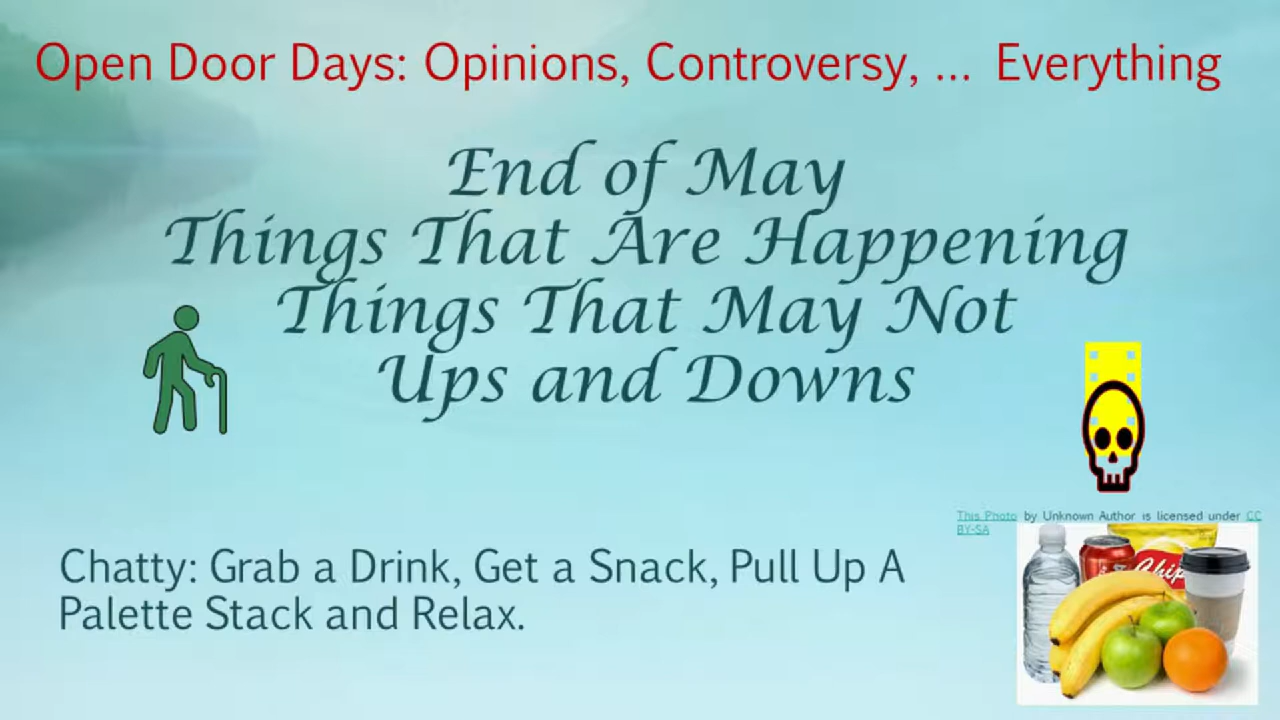 Open Door Days: Opinions, Controversy, ... Everything
End of May
Things That Are Happening
Things That May Not
Ups and Downs
This Photo by Unknown Author is licensed under CC
BY-SA
Chatty: Grab a Drink, Get a Snack, Pull Up A
Palette Stack and Relax.
Chip